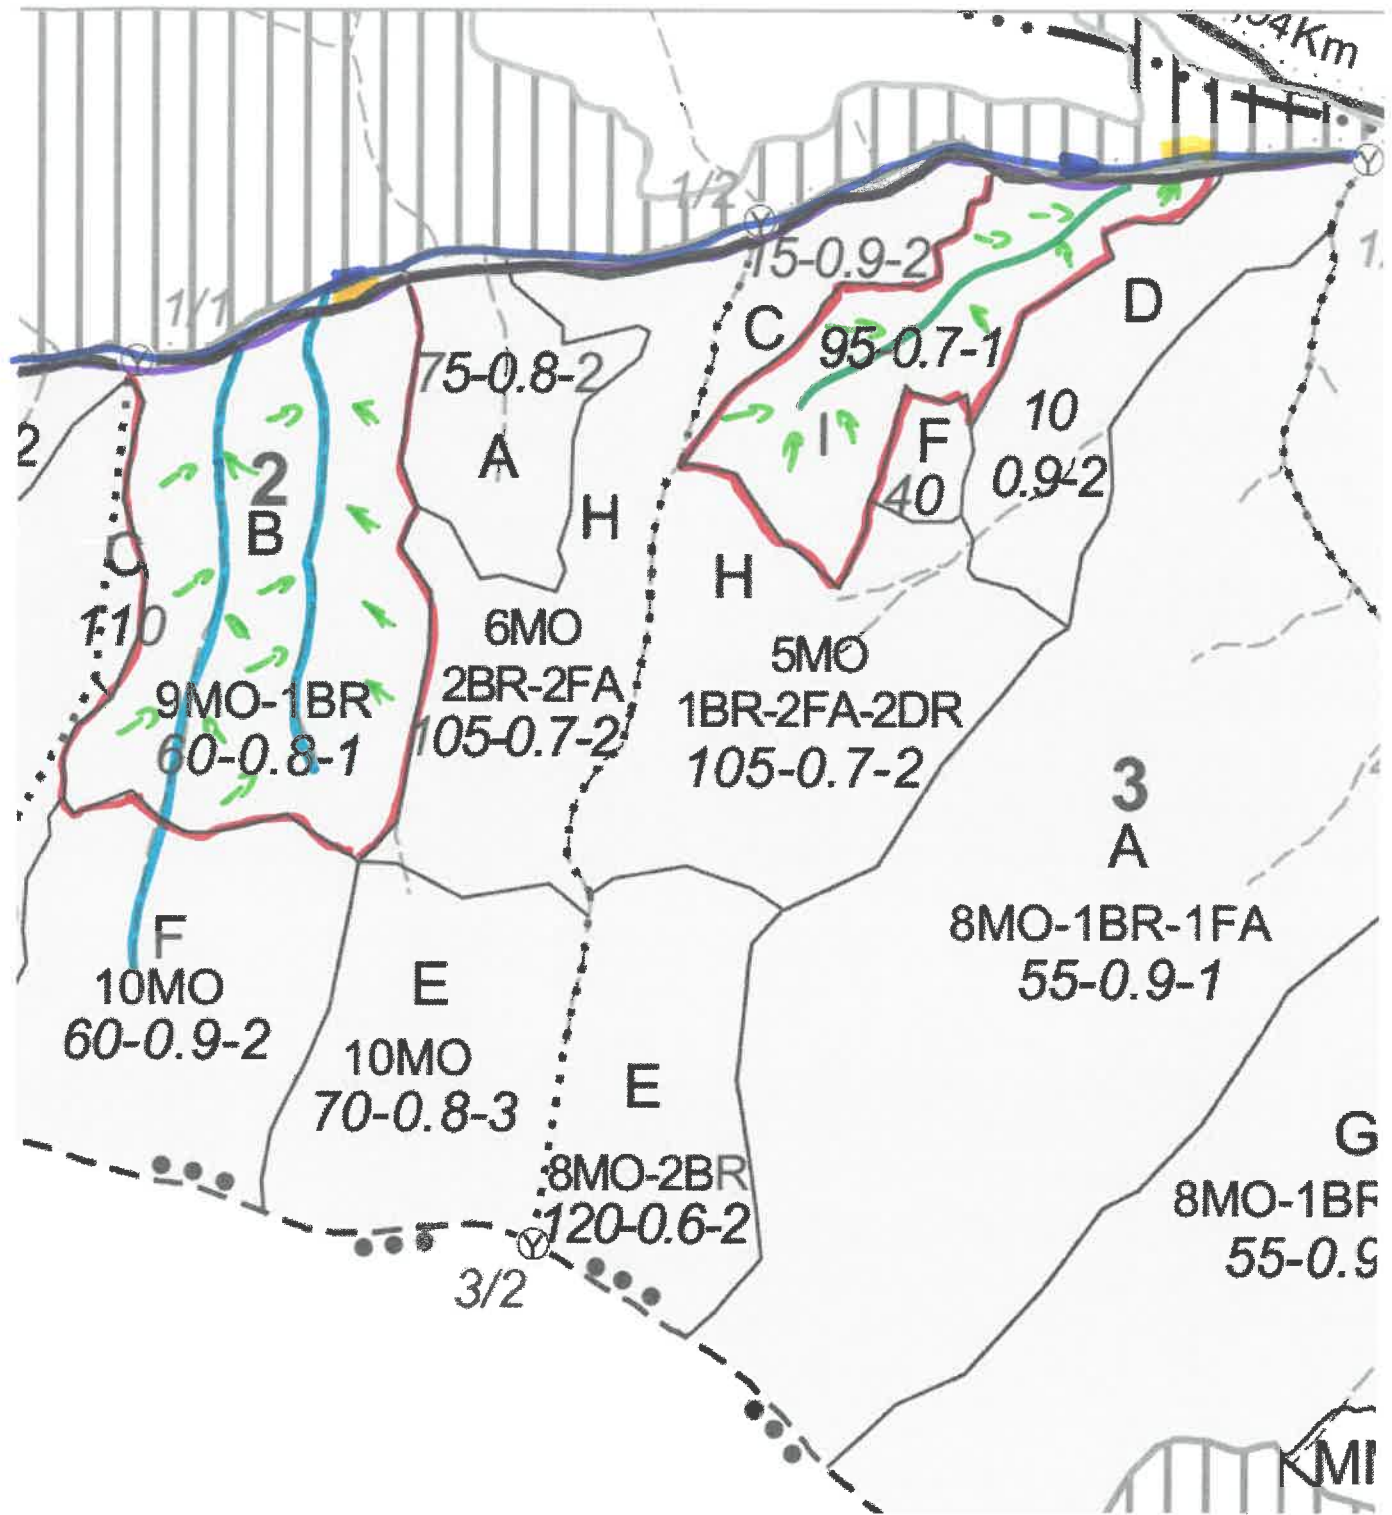 ,54Km
1/2
Y
Y
1/1
Y
15-0.9-2
C
D
95-0.7-1
75-0.8-2
2
A
I
F
10
40
0.9-2
2
B
H
C
H
110
6MO
2BR-2FA
105-0.7-2
5MO
1BR-2FA-2DR
105-0.7-2
9MO-1BR
60-0.8-1
3
A
8MO-1BR-1FA
55-0.9-1
F
10MO
60-0.9-2
E
10MO
70-0.8-3
E
8MO-2BR
120-0.6-2
G
8MO-1BR
55-0.9
Y
3/2